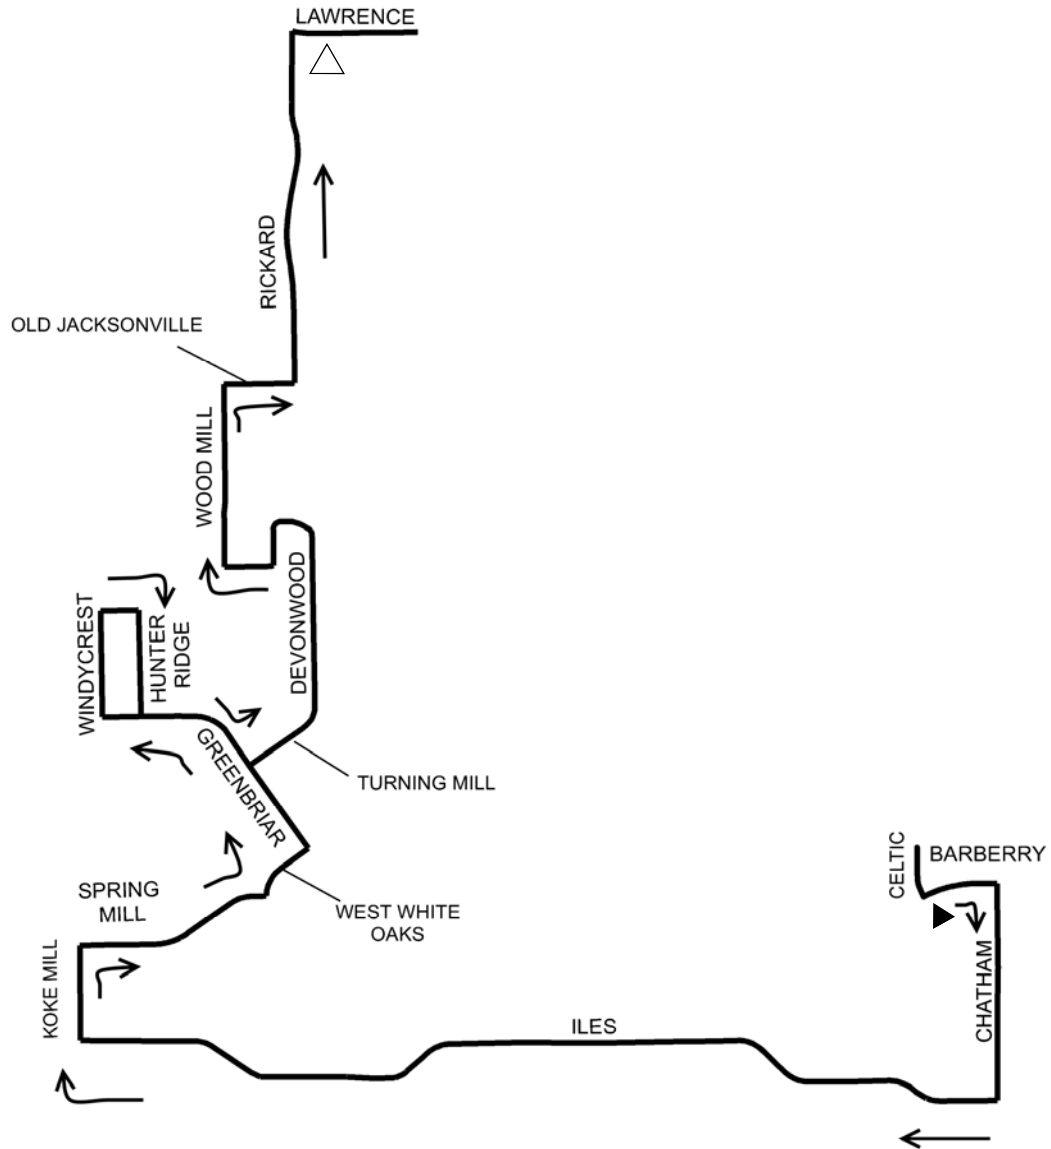 LAWRENCE
RICKARD
OLD JACKSONVILLE
WOOD MILL
DEVONWOOD
WINDYCREST
HUNTER
RIDGE
GREENBRIAR
TURNING MILL
CELTIC
BARBERRY
SPRING
MILL
WEST WHITE
OAKS
KOKE MILL
CHATHAM
ILES